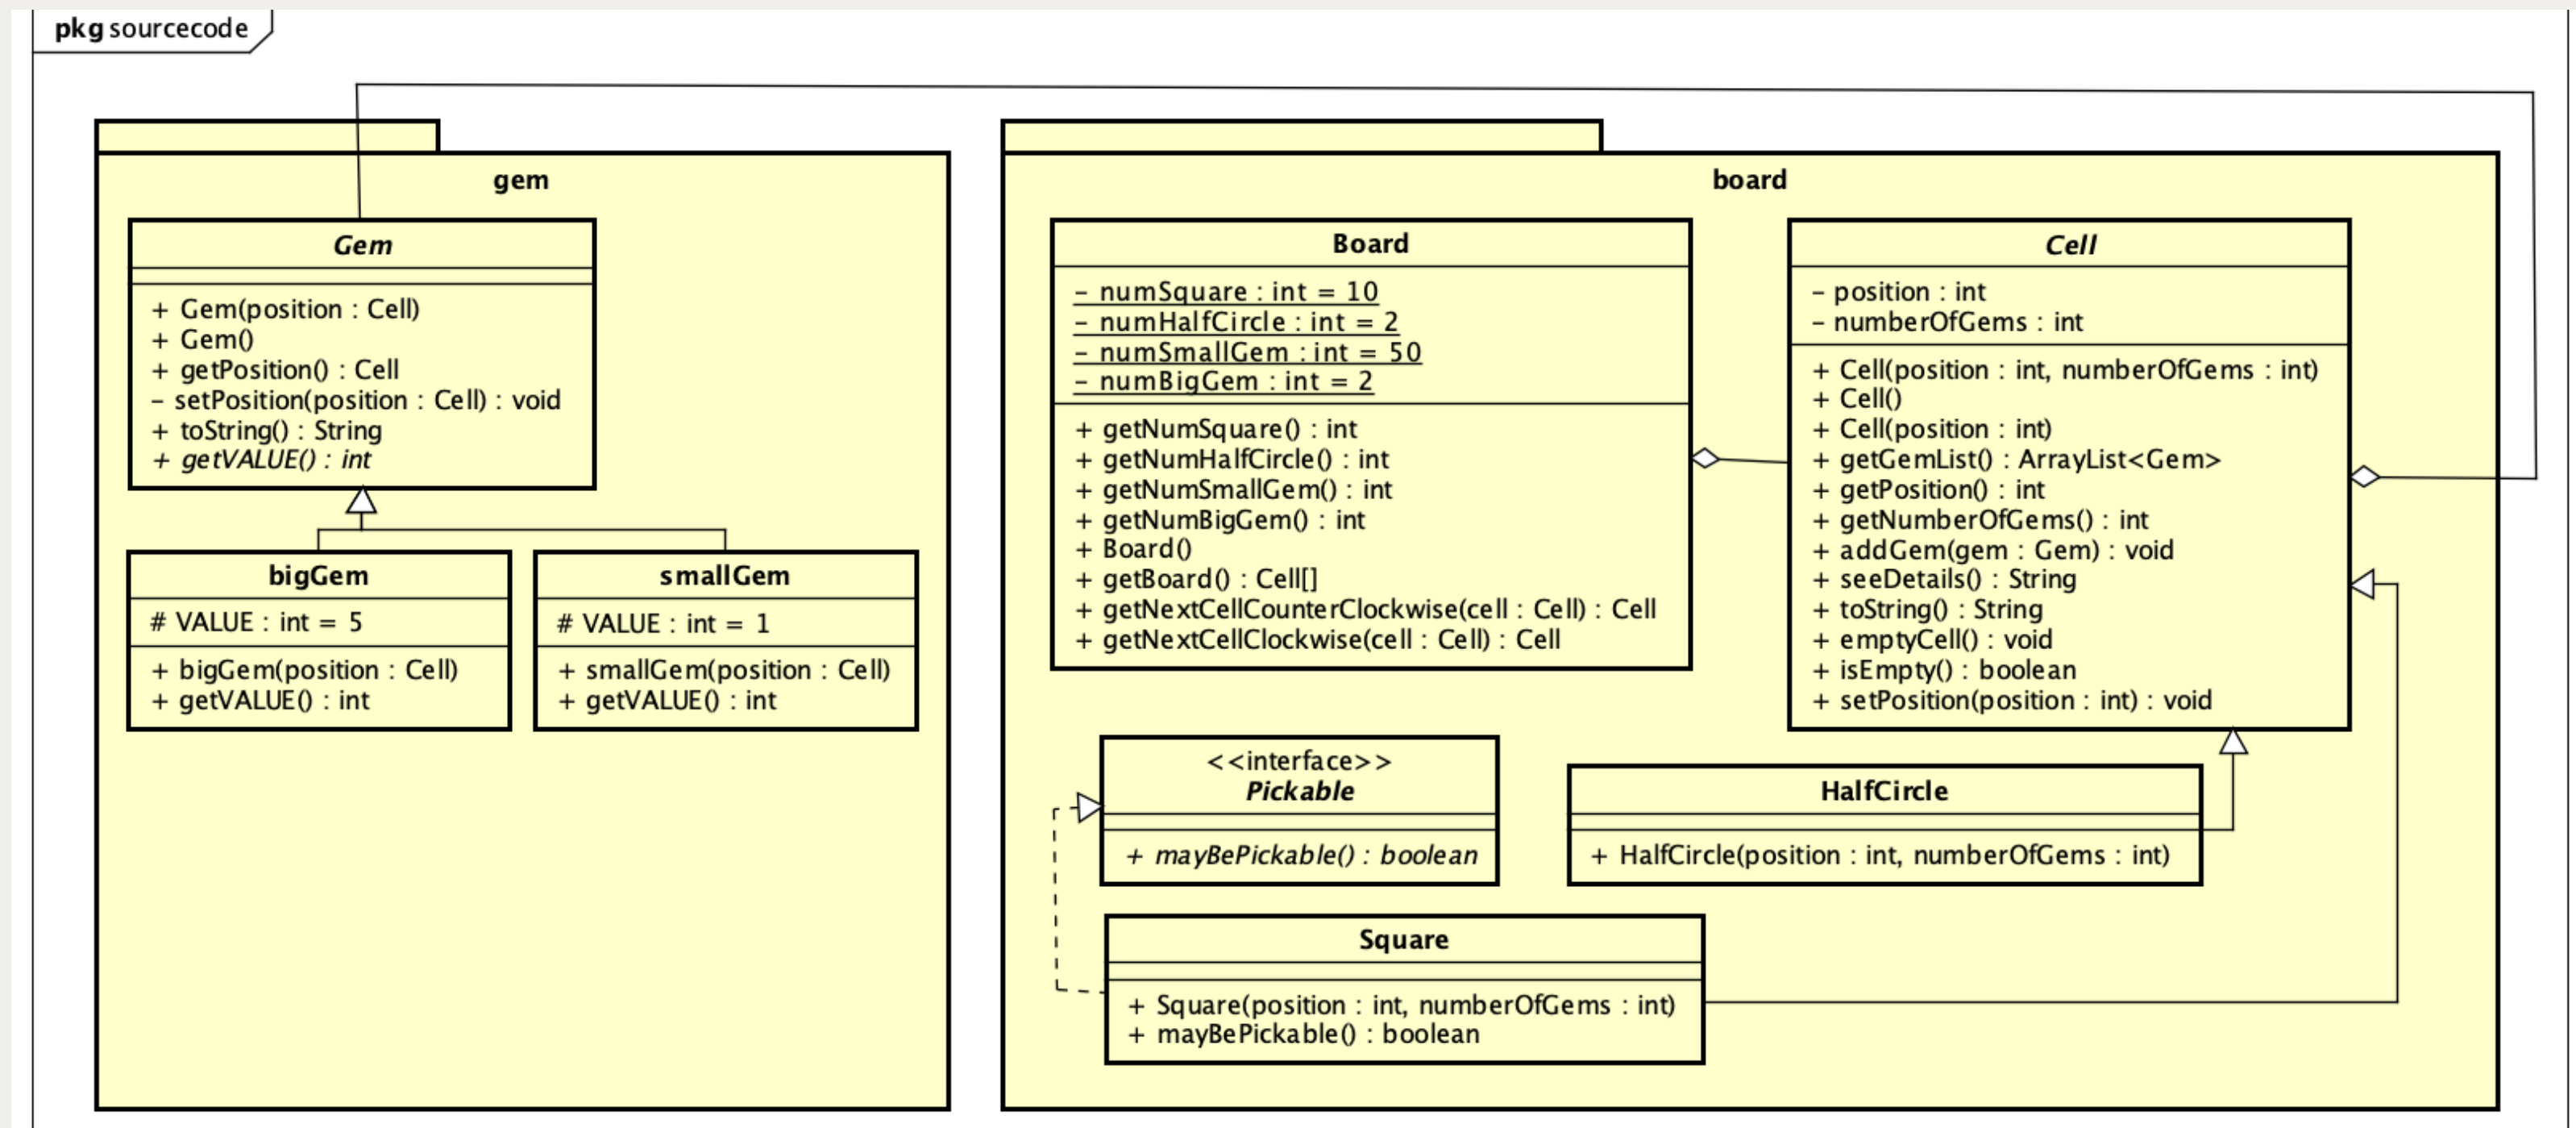 pkg sourcecode
gem
Gem
+ Gem(position : Cell)
+ Gem()
+ getPosition() : Cell
– setPosition(position : Cell) : void
+ toString() : String
+ getVALUE() : int
bigGem
# VALUE : int = 5
+ bigGem(position : Cell)
+ getVALUE() : int
smallGem
# VALUE : int = 1
+ smallGem(position : Cell)
+ getVALUE() : int
board
Board
– numSquare : int = 10
– numHalfCircle : int = 2
– numSmallGem : int = 50
– numBigGem : int = 2
+ getNumSquare() : int
+ getNumHalfCircle() : int
+ getNumSmallGem() : int
+ getNumBigGem() : int
+ Board()
+ getBoard() : Cell[]
+ getNextCellCounterClockwise(cell : Cell) : Cell
+ getNextCellClockwise(cell : Cell) : Cell
Cell
– position : int
– numberOfGems : int
+ Cell(position : int, numberOfGems : int)
+ Cell()
+ Cell(position : int)
+ getGemList() : ArrayList<Gem>
+ getPosition() : int
+ getNumberOfGems() : int
+ addGem(gem : Gem) : void
+ seeDetails() : String
+ toString() : String
+ emptyCell() : void
+ isEmpty() : boolean
+ setPosition(position : int) : void
<<interface>>
Pickable
+ mayBePickable() : boolean
HalfCircle
+ HalfCircle(position : int, numberOfGems : int)
Square
+ Square(position : int, numberOfGems : int)
+ mayBePickable() : boolean